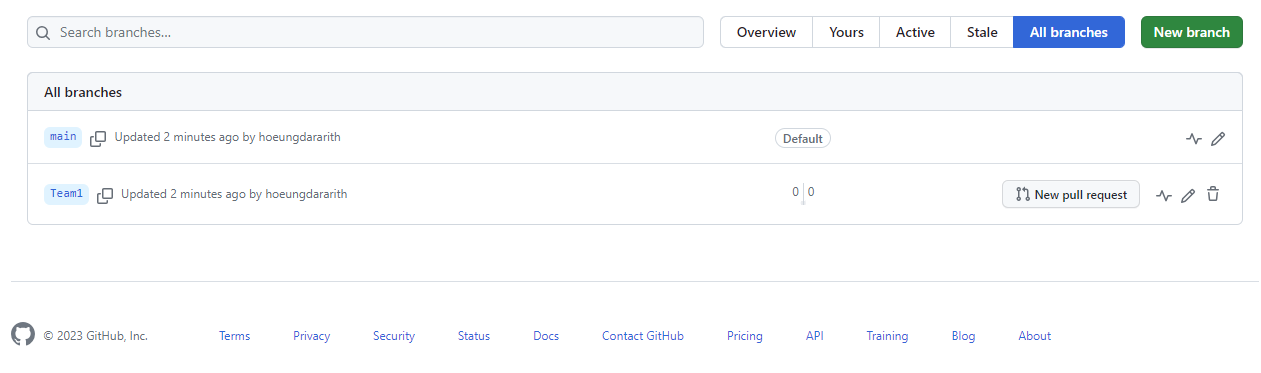 Search branches...
Overview Yours Active Stale All branches New branch
All branches
main Updated 2 minutes ago by hoeungdararith Default
Team1 Updated 2 minutes ago by hoeungdararith 0 0 New pull request
© 2023 GitHub, Inc. Terms Privacy Security Status Docs Contact GitHub Pricing API Training Blog About